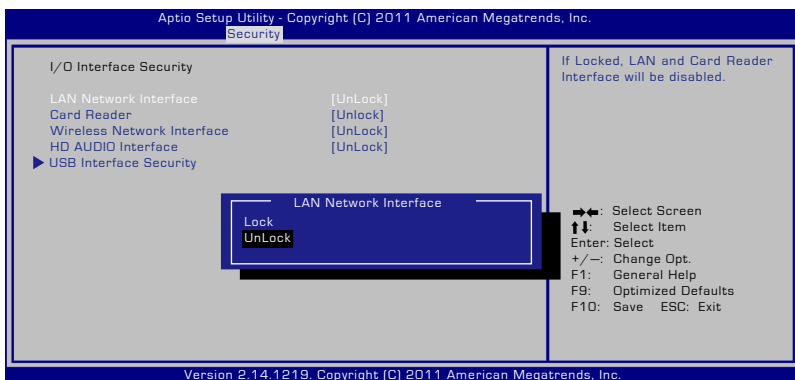 Aptio Setup Utility - Copyright (C) 2011 American Megatrends, Inc.
Security
I/O Interface Security
LAN Network Interface [UnLock]
Card Reader [Unlock]
Wireless Network Interface [UnLock]
HD AUDIO Interface [UnLock]
USB Interface Security
If Locked, LAN and Card Reader
Interface will be disabled.
LAN Network Interface
Lock
UnLock
→←: Select Screen
↑↓: Select Item
Enter: Select
+/—: Change Opt.
F1: General Help
F9: Optimized Defaults
F10: Save ESC: Exit
Version 2.14.1219. Copyright (C) 2011 American Megatrends, Inc.